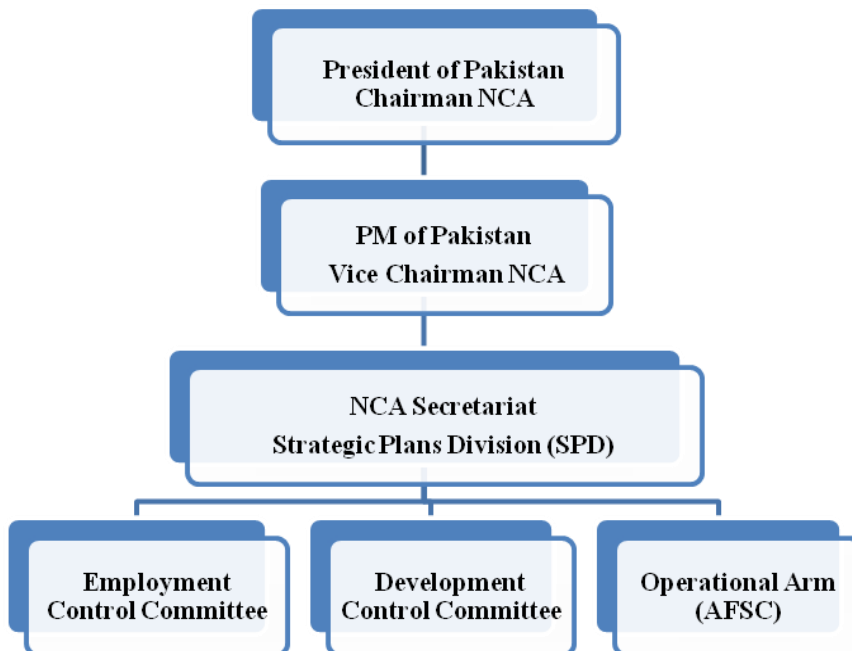 President of Pakistan
Chairman NCA
PM of Pakistan
Vice Chairman NCA
NCA Secretariat
Strategic Plans Division (SPD)
Employment
Control Committee
Development
Control Committee
Operational Arm
(AFSC)